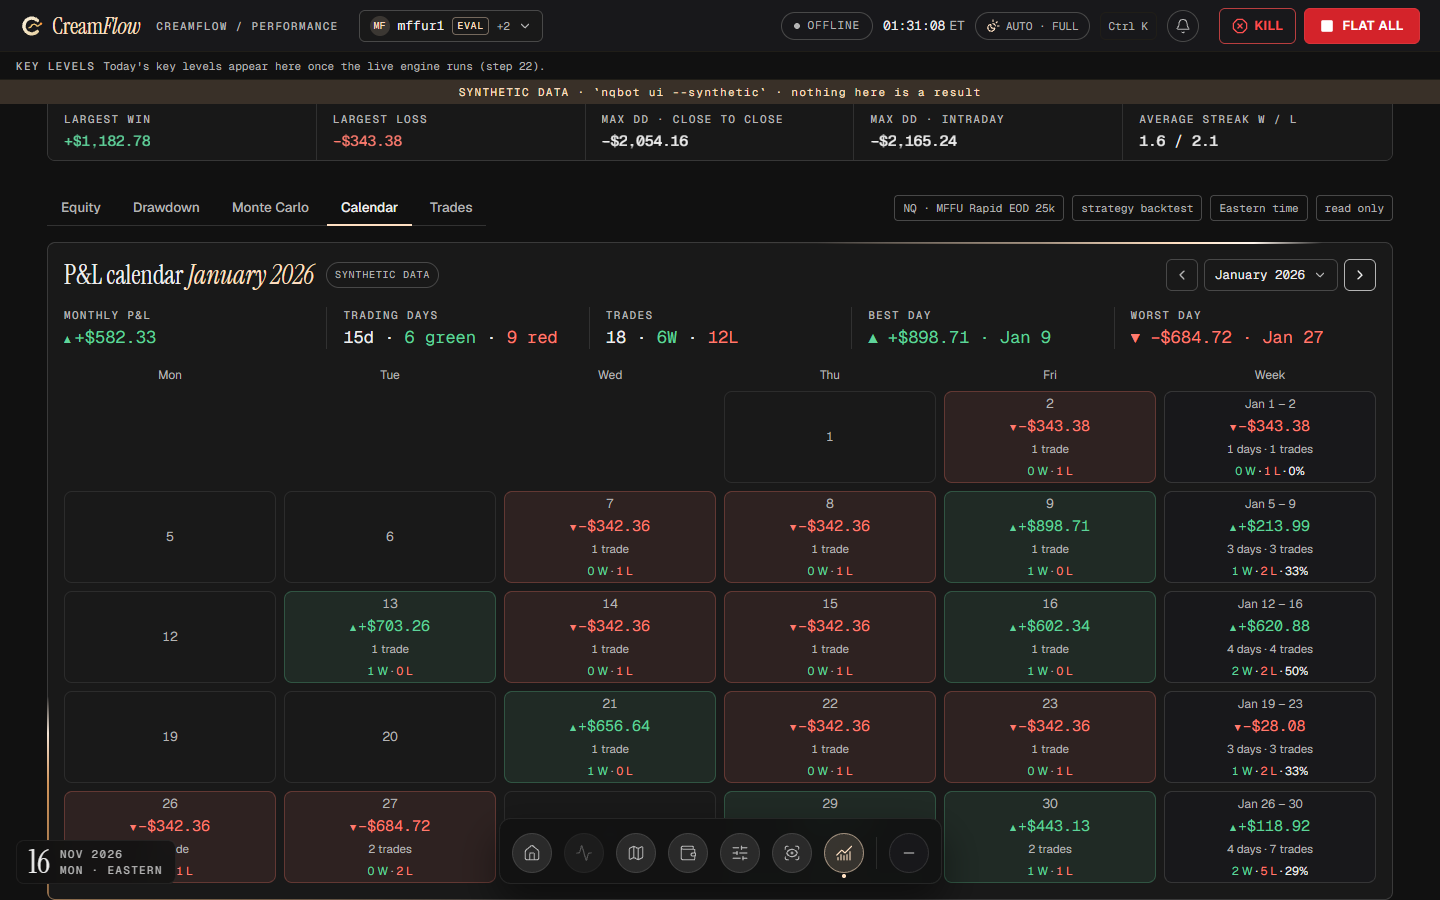 CreamFlow CREAMFLOW / PERFORMANCE MF mffur1 EVAL +2 OFFLINE 01:31:08 ET AUTO · FULL Ctrl K KILL FLAT ALL
KEY LEVELS Today's key levels appear here once the live engine runs (step 22).
SYNTHETIC DATA · `nqbot ui --synthetic` · nothing here is a result
LARGEST WIN LARGEST LOSS MAX DD · CLOSE TO CLOSE MAX DD · INTRADAY AVERAGE STREAK W / L
+$1,182.78 −$343.38 −$2,054.16 −$2,165.24 1.6 / 2.1
Equity Drawdown Monte Carlo Calendar Trades NQ · MFFU Rapid EOD 25k strategy backtest Eastern time read only
P&L calendar January 2026 SYNTHETIC DATA January 2026
MONTHLY P&L TRADING DAYS TRADES BEST DAY WORST DAY
▲+$582.33 15d · 6 green · 9 red 18 · 6W · 12L ▲ +$898.71 · Jan 9 ▼ −$684.72 · Jan 27
Mon Tue Wed Thu Fri Week
1 2 Jan 1 – 2
▼−$343.38 ▼−$343.38
1 trade 1 days · 1 trades
0 W · 1 L 0 W · 1 L · 0%
5 6 7 8 9 Jan 5 – 9
▼−$342.36 ▼−$342.36 ▲+$898.71 ▲+$213.99
1 trade 1 trade 1 trade 3 days · 3 trades
0 W · 1 L 0 W · 1 L 1 W · 0 L 1 W · 2 L · 33%
12 13 14 15 16 Jan 12 – 16
▲+$703.26 ▼−$342.36 ▼−$342.36 ▲+$602.34 ▲+$620.88
1 trade 1 trade 1 trade 1 trade 4 days · 4 trades
1 W · 0 L 0 W · 1 L 0 W · 1 L 1 W · 0 L 2 W · 2 L · 50%
19 20 21 22 23 Jan 19 – 23
▲+$656.64 ▼−$342.36 ▼−$342.36 ▼−$28.08
1 trade 1 trade 1 trade 3 days · 3 trades
1 W · 0 L 0 W · 1 L 0 W · 1 L 1 W · 2 L · 33%
26 27 29 30 Jan 26 – 30
▼−$342.36 ▼−$684.72 ▲+$443.13 ▲+$118.92
2 trades 2 trades 4 days · 7 trades
1 L 0 W · 2 L 1 W · 1 L 2 W · 5 L · 29%
16 NOV 2026
MON · EASTERN